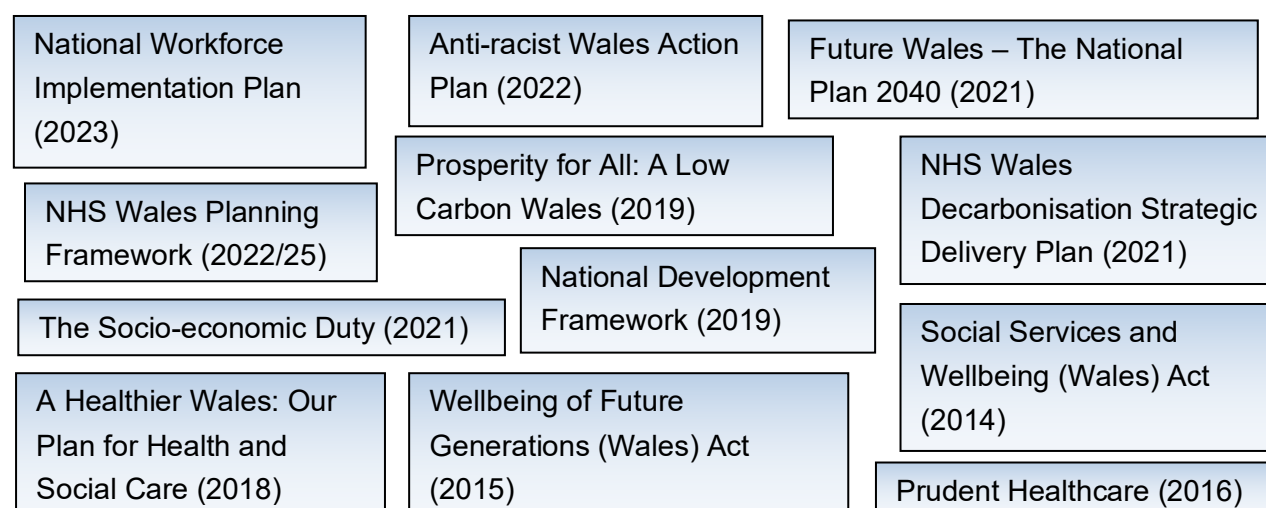 National Workforce
Implementation Plan
(2023)
Anti-racist Wales Action
Plan (2022)
Future Wales – The National
Plan 2040 (2021)
Prosperity for All: A Low
Carbon Wales (2019)
NHS Wales
Decarbonisation Strategic
Delivery Plan (2021)
NHS Wales Planning
Framework (2022/25)
National Development
Framework (2019)
The Socio-economic Duty (2021)
Social Services and
Wellbeing (Wales) Act
(2014)
A Healthier Wales: Our
Plan for Health and
Social Care (2018)
Wellbeing of Future
Generations (Wales) Act
(2015)
Prudent Healthcare (2016)